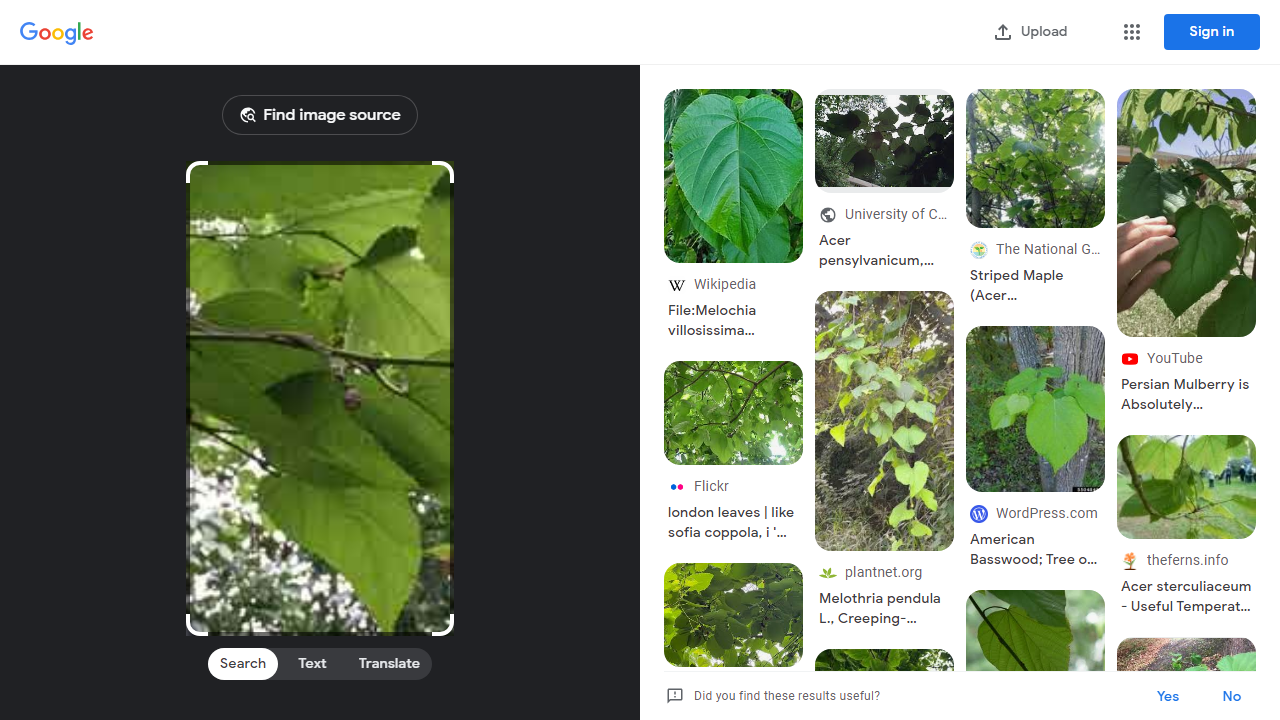 Google
Upload
Sign in
Find image source
Search
Text
Translate
Wikipedia
File:Melochia
villosissima...
Flickr
london leaves | like
sofia coppola, i '...
University of C...
Acer
pensylvanicum,...
plantnet.org
Melothria pendula
L., Creeping-...
The National G...
Striped Maple
(Acer...
WordPress.com
American
Basswood; Tree o...
YouTube
Persian Mulberry is
Absolutely...
theferns.info
Acer sterculiaceum
- Useful Temperat...
Did you find these results useful?
Yes
No